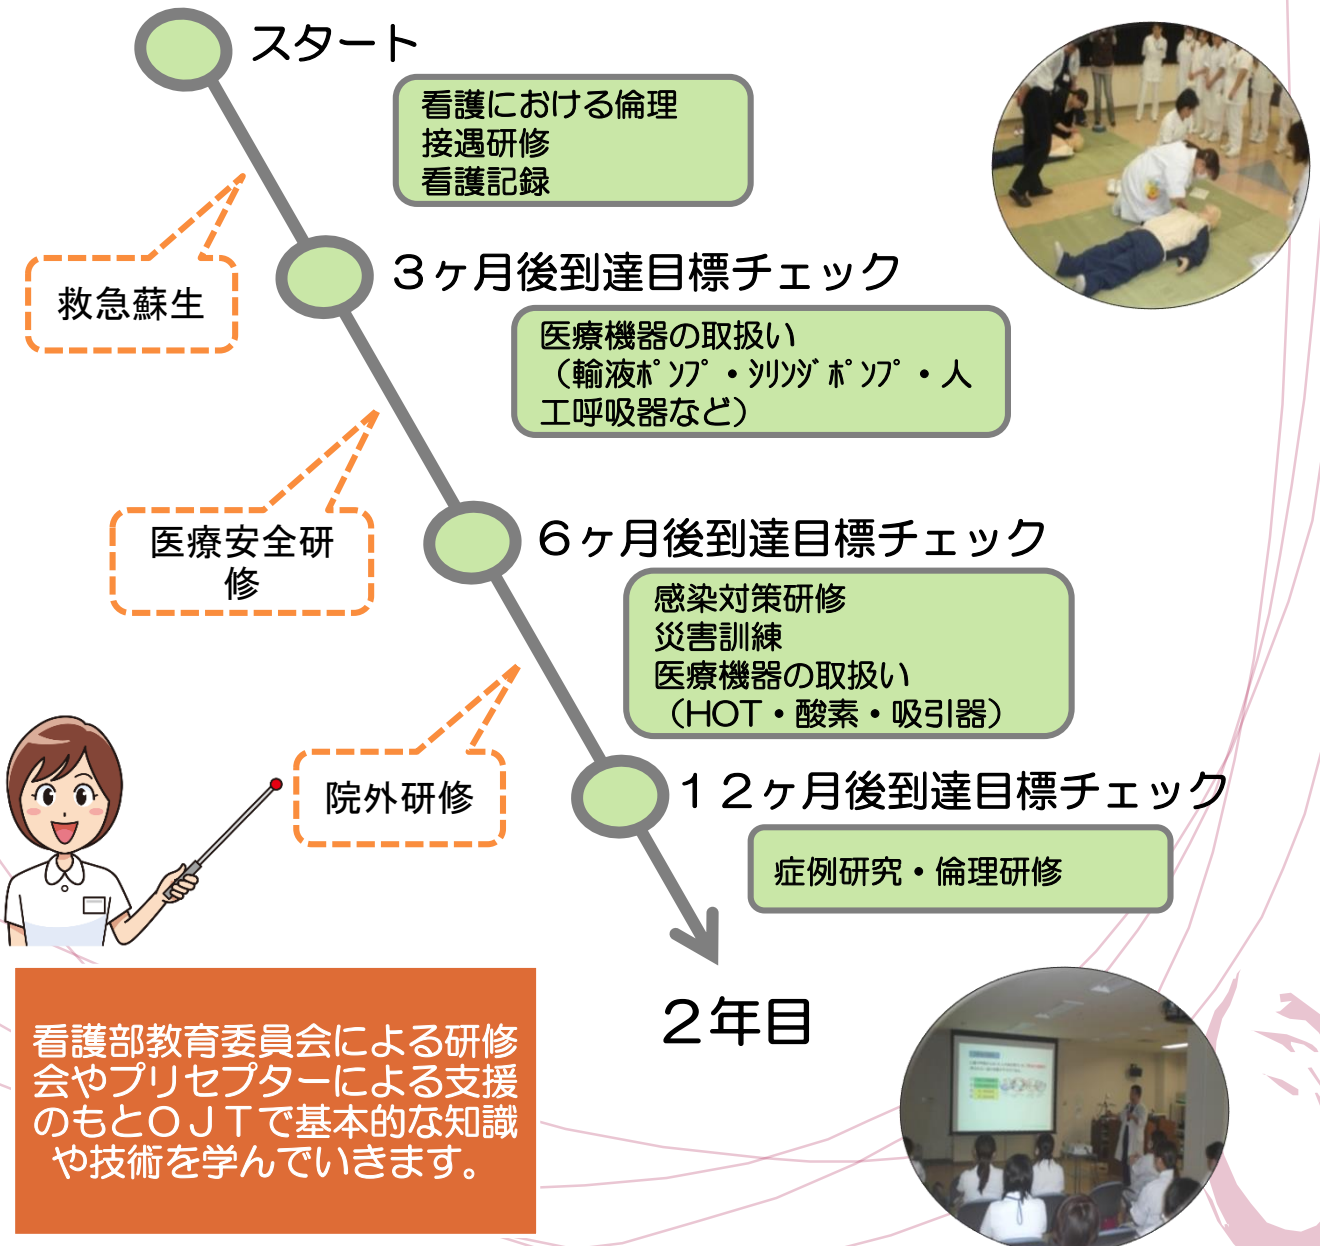 スタート
看護における倫理
接遇研修
看護記録
救急蘇生
３ヶ月後到達目標チェック
医療機器の取扱い
（輸液ﾎﾟﾝﾌﾟ・ｼﾘﾝｼﾞﾎﾟﾝﾌﾟ・人
工呼吸器など）
医療安全研
修
６ヶ月後到達目標チェック
感染対策研修
災害訓練
医療機器の取扱い
（HOT・酸素・吸引器）
院外研修
１２ヶ月後到達目標チェック
症例研究・倫理研修
２年目
看護部教育委員会による研修
会やプリセプターによる支援
のもとＯＪＴで基本的な知識
や技術を学んでいきます。